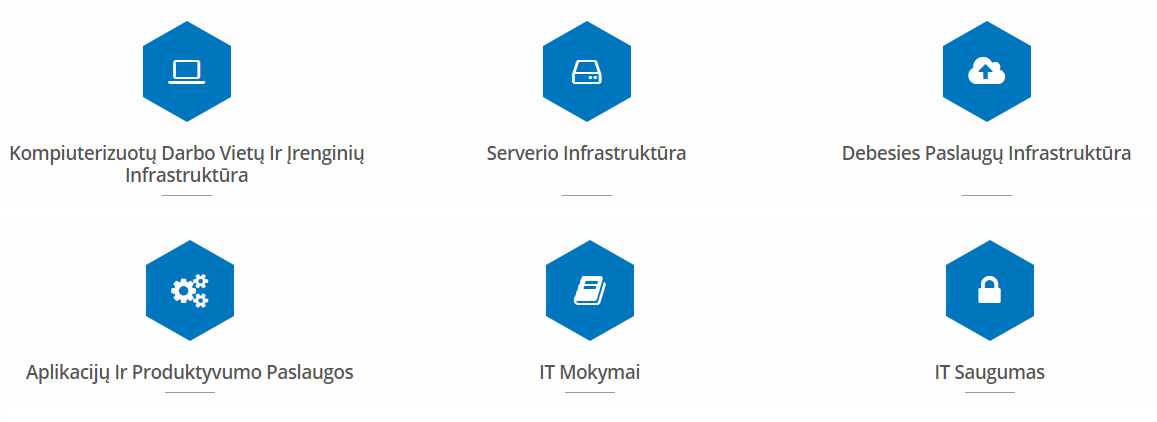 Kompiuterizuotų Darbo Vietų Ir Įrenginių
Infrastruktūra
Serverio Infrastruktūra
Debesies Paslaugų Infrastruktūra
Aplikacijų Ir Produktyvumo Paslaugos
IT Mokymai
IT Saugumas